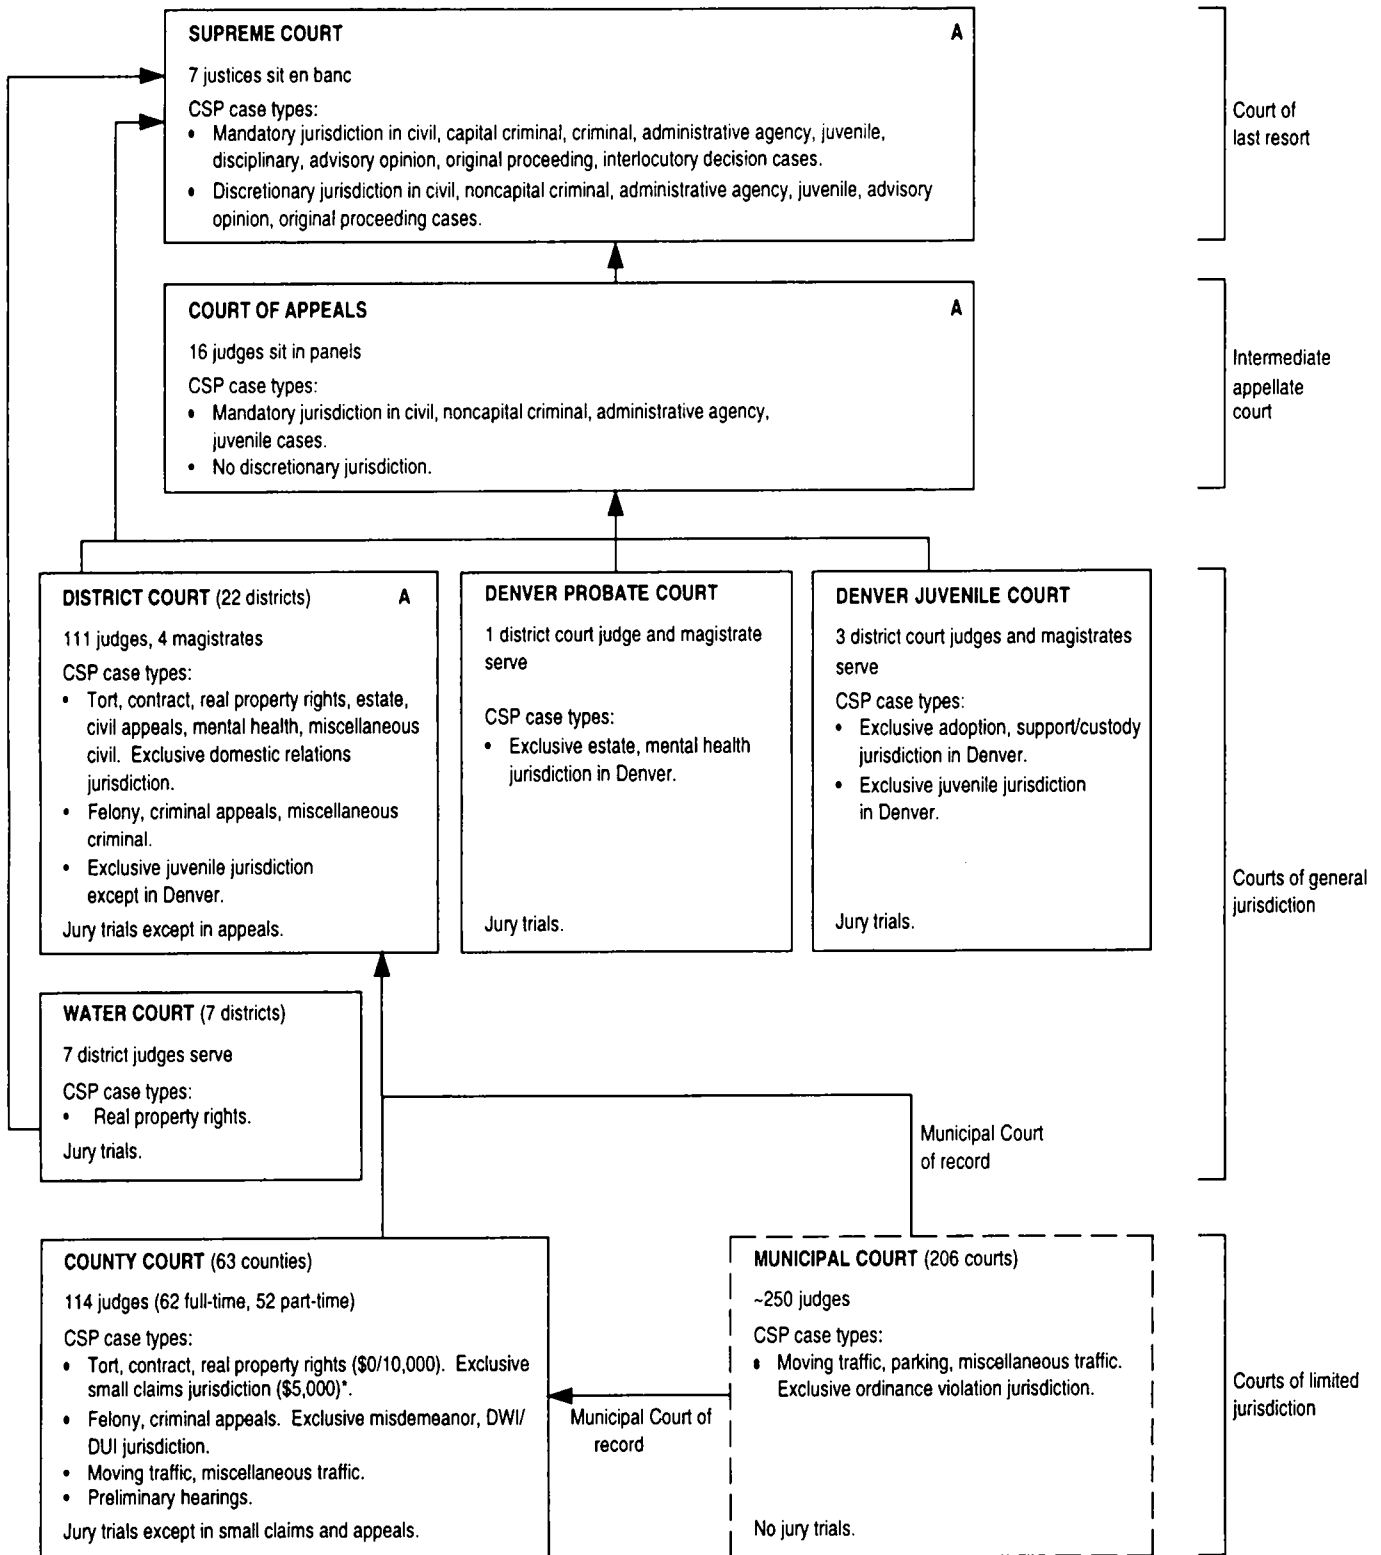 SUPREME COURT A
7 justices sit en banc
CSP case types:
• Mandatory jurisdiction in civil, capital criminal, criminal, administrative agency, juvenile,
disciplinary, advisory opinion, original proceeding, interlocutory decision cases.
• Discretionary jurisdiction in civil, noncapital criminal, administrative agency, juvenile, advisory
opinion, original proceeding cases.
Court of
last resort
COURT OF APPEALS A
16 judges sit in panels
CSP case types:
• Mandatory jurisdiction in civil, noncapital criminal, administrative agency,
juvenile cases.
• No discretionary jurisdiction.
Intermediate
appellate
court
DISTRICT COURT (22 districts) A
111 judges, 4 magistrates
CSP case types:
• Tort, contract, real property rights, estate,
civil appeals, mental health, miscellaneous
civil. Exclusive domestic relations
jurisdiction.
• Felony, criminal appeals, miscellaneous
criminal.
• Exclusive juvenile jurisdiction
except in Denver.
Jury trials except in appeals.
DENVER PROBATE COURT
1 district court judge and magistrate
serve
CSP case types:
• Exclusive estate, mental health
jurisdiction in Denver.
Jury trials.
DENVER JUVENILE COURT
3 district court judges and magistrates
serve
CSP case types:
• Exclusive adoption, support/custody
jurisdiction in Denver.
• Exclusive juvenile jurisdiction
in Denver.
Jury trials.
Courts of general
jurisdiction
WATER COURT (7 districts)
7 district judges serve
CSP case types:
• Real property rights.
Jury trials.
Municipal Court
of record
COUNTY COURT (63 counties)
114 judges (62 full-time, 52 part-time)
CSP case types:
• Tort, contract, real property rights ($0/10,000). Exclusive
small claims jurisdiction ($5,000)*.
• Felony, criminal appeals. Exclusive misdemeanor, DWI/
DUI jurisdiction.
• Moving traffic, miscellaneous traffic.
• Preliminary hearings.
Jury trials except in small claims and appeals.
Municipal Court of
record
MUNICIPAL COURT (206 courts)
~250 judges
CSP case types:
• Moving traffic, parking, miscellaneous traffic.
Exclusive ordinance violation jurisdiction.
No jury trials.
Courts of limited
jurisdiction